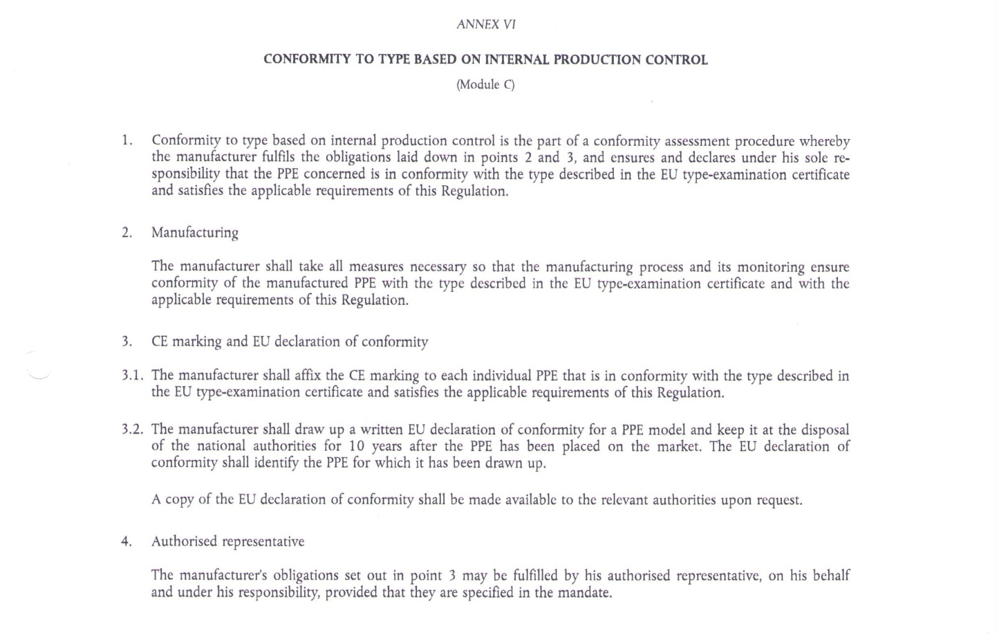 ANNEX VI
CONFORMITY TO TYPE BASED ON INTERNAL PRODUCTION CONTROL
(Module C)
1. Conformity to type based on internal production control is the part of a conformity assessment procedure whereby
the manufacturer fulfils the obligations laid down in points 2 and 3, and ensures and declares under his sole re-
sponsibility that the PPE concerned is in conformity with the type described in the EU type-examination certificate
and satisfies the applicable requirements of this Regulation.
2. Manufacturing
The manufacturer shall take all measures necessary so that the manufacturing process and its monitoring ensure
conformity of the manufactured PPE with the type described in the EU type-examination certificate and with the
applicable requirements of this Regulation.
3. CE marking and EU declaration of conformity
3.1. The manufacturer shall affix the CE marking to each individual PPE that is in conformity with the type described in
the EU type-examination certificate and satisfies the applicable requirements of this Regulation.
3.2. The manufacturer shall draw up a written EU declaration of conformity for a PPE model and keep it at the disposal
of the national authorities for 10 years after the PPE has been placed on the market. The EU declaration of
conformity shall identify the PPE for which it has been drawn up.
A copy of the EU declaration of conformity shall be made available to the relevant authorities upon request.
4. Authorised representative
The manufacturer's obligations set out in point 3 may be fulfilled by his authorised representative, on his behalf
and under his responsibility, provided that they are specified in the mandate.